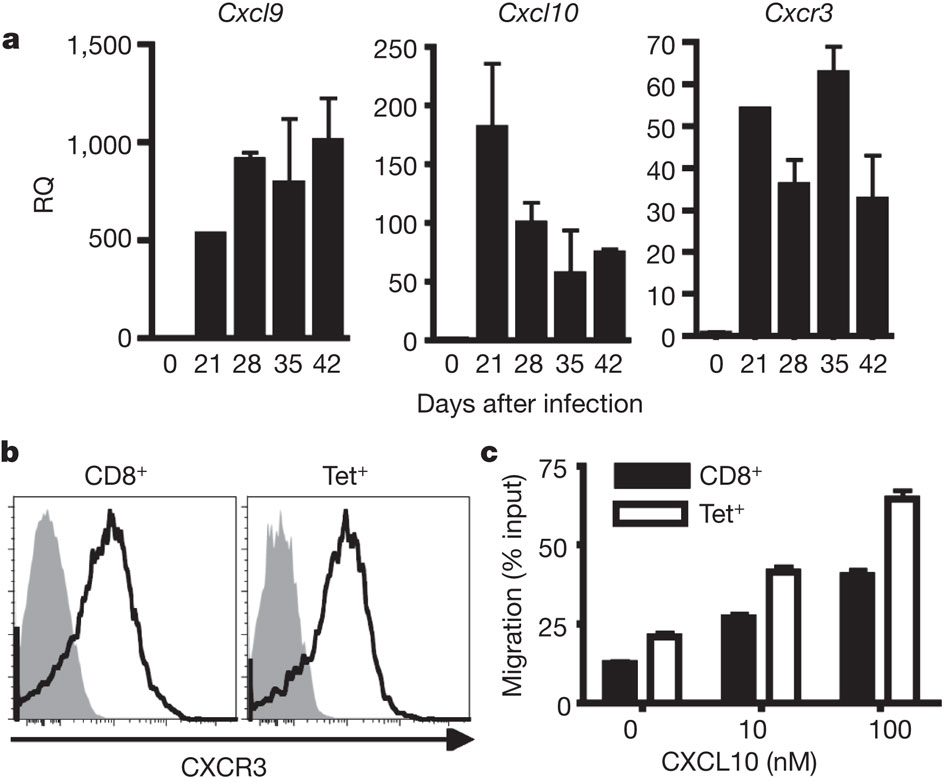 a
Cxcl9
Cxcl10
Cxcr3
RQ
1,500
1,000
500
0
0 21 28 35 42
250
200
150
100
50
0
0 21 28 35 42
70
60
50
40
30
20
10
0
0 21 28 35 42
Days after infection
b
CD8⁺
Tet⁺
CXCR3
c
Migration (% input)
75
50
25
0
CD8⁺
Tet⁺
0 10 100
CXCL10 (nM)